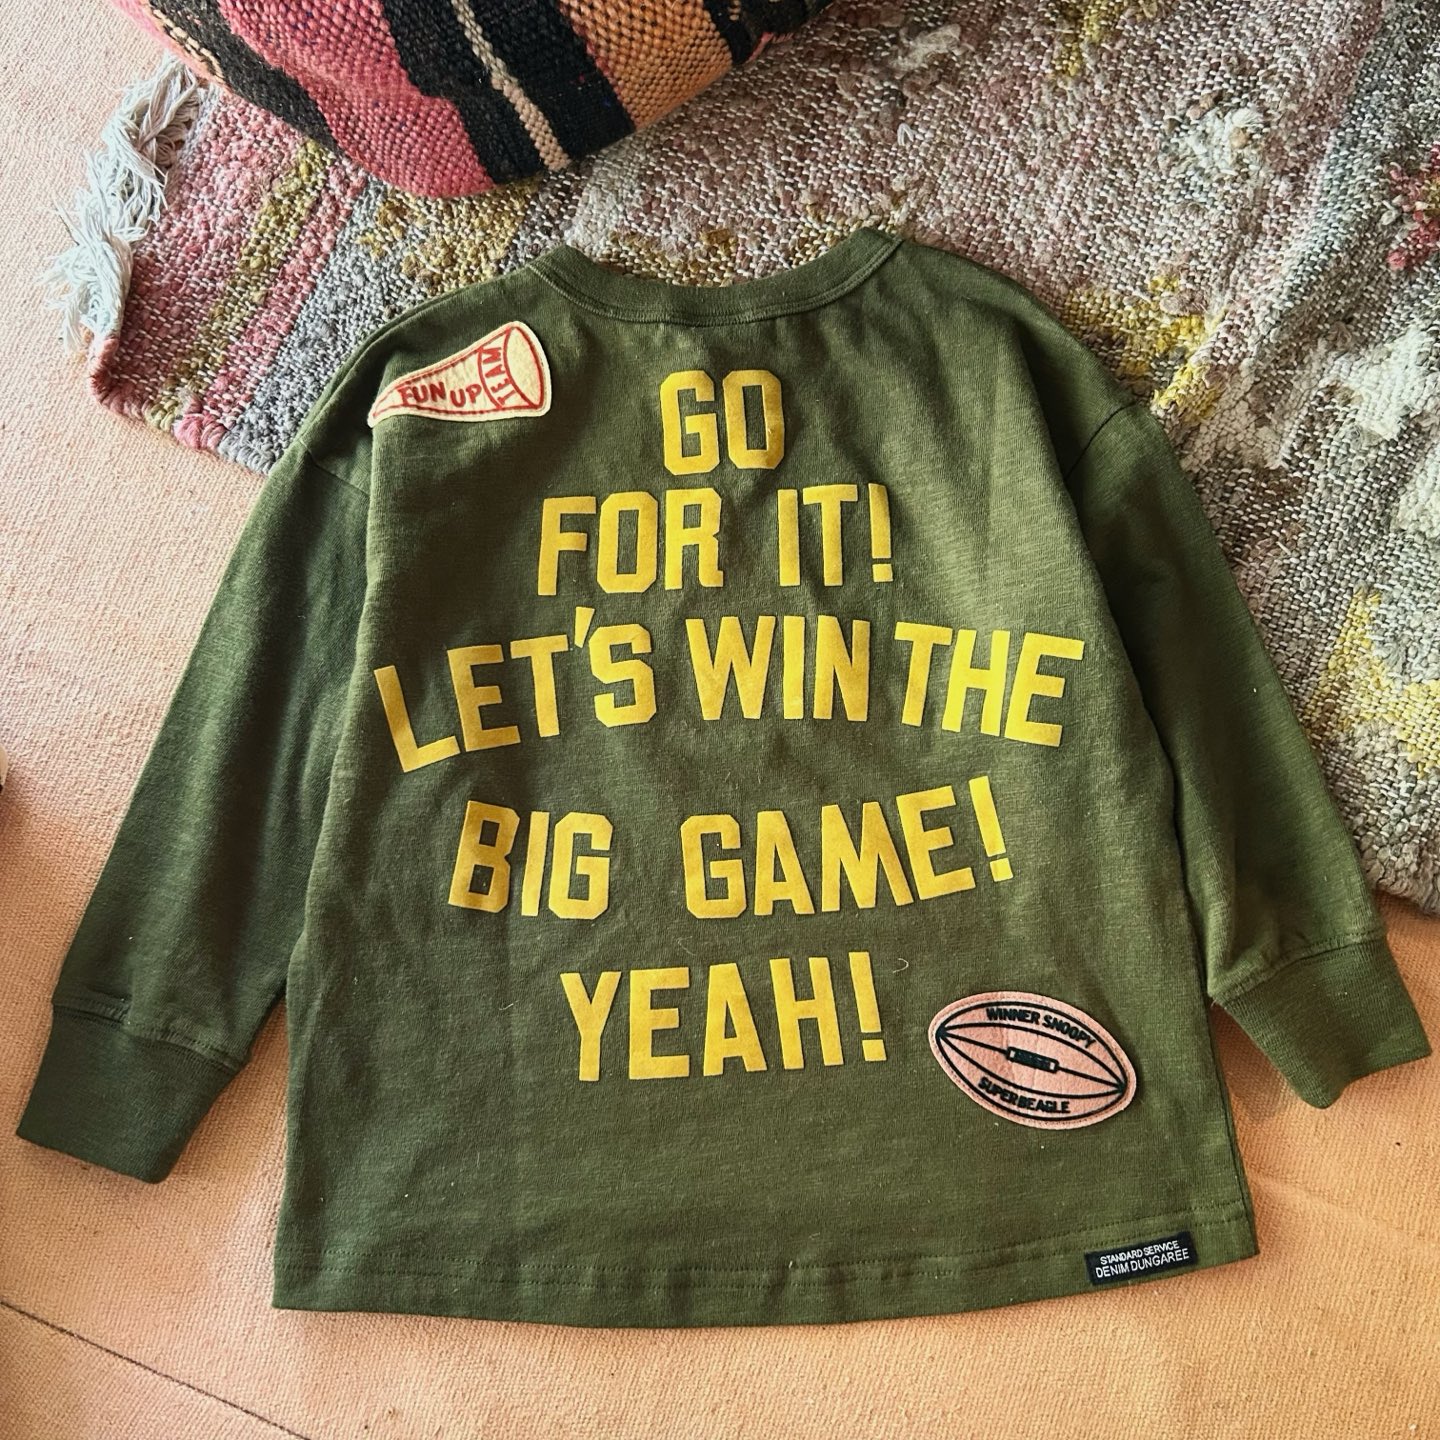 FUN UP TEAM
GO
FOR IT!
LET'S WIN THE
BIG GAME!
YEAH!
WINNER SNOOPY
SUPER BEAGLE
STANDARD SERVICE
DENIM DUNGAREE